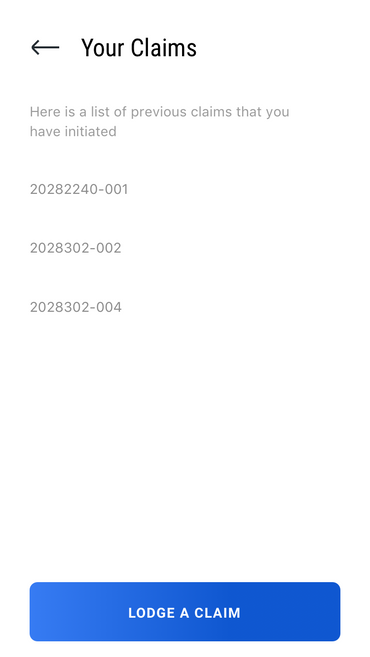 Your Claims
Here is a list of previous claims that you
have initiated
20282240-001
2028302-002
2028302-004
LODGE A CLAIM